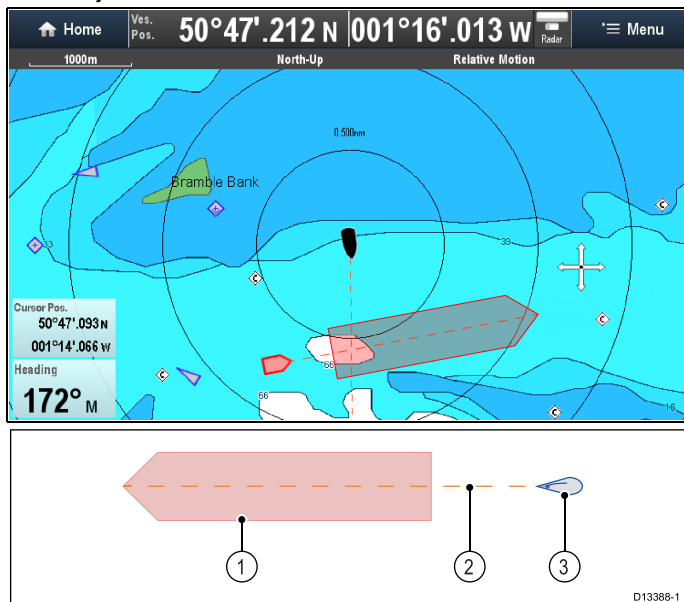 Home
Ves. Pos.
50°47'.212 N
001°16'.013 W
Radar
Menu
1000m
North-Up
Relative Motion
0.500nm
Bramble Bank
C
33
33
C
Cursor Pos.
50°47'.093 N
001°14'.066 W
C
66
C
Heading
172° M
66
16
C
1
2
3
D13388-1